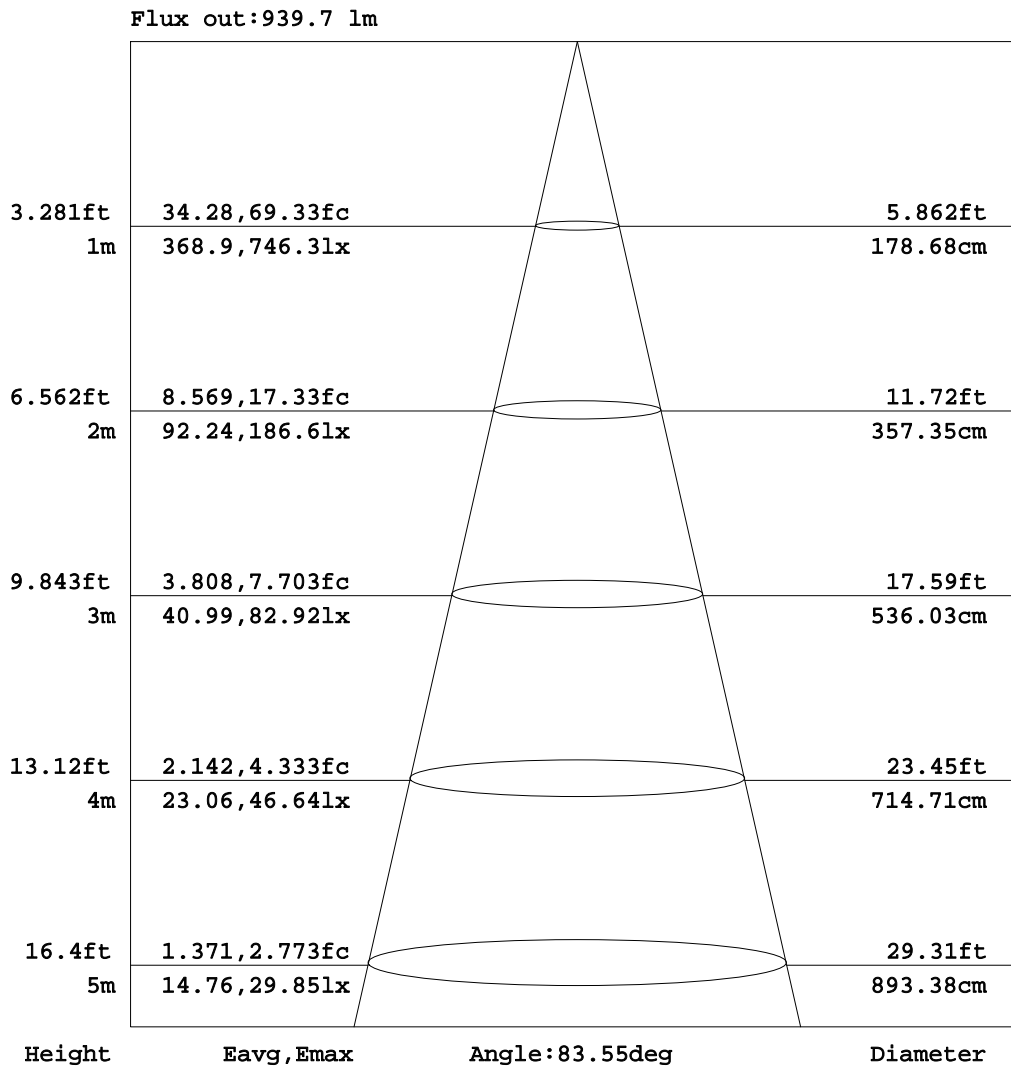 Flux out:939.7 lm
3.281ft 34.28,69.33fc 5.862ft
1m 368.9,746.3lx 178.68cm
6.562ft 8.569,17.33fc 11.72ft
2m 92.24,186.6lx 357.35cm
9.843ft 3.808,7.703fc 17.59ft
3m 40.99,82.92lx 536.03cm
13.12ft 2.142,4.333fc 23.45ft
4m 23.06,46.64lx 714.71cm
16.4ft 1.371,2.773fc 29.31ft
5m 14.76,29.85lx 893.38cm
Height Eavg,Emax Angle:83.55deg Diameter